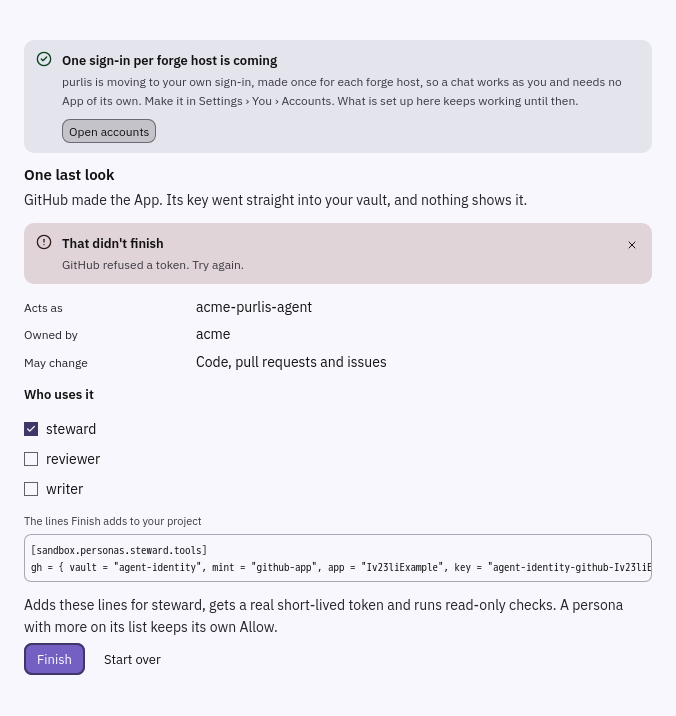 One sign-in per forge host is coming
purlis is moving to your own sign-in, made once for each forge host, so a chat works as you and needs no
App of its own. Make it in Settings › You › Accounts. What is set up here keeps working until then.
Open accounts
One last look
GitHub made the App. Its key went straight into your vault, and nothing shows it.
That didn't finish
GitHub refused a token. Try again.
Acts as acme-purlis-agent
Owned by acme
May change Code, pull requests and issues
Who uses it
steward
reviewer
writer
The lines Finish adds to your project
[sandbox.personas.steward.tools]
gh = { vault = "agent-identity", mint = "github-app", app = "Iv23liExample", key = "agent-identity-github-Iv23liE
Adds these lines for steward, gets a real short-lived token and runs read-only checks. A persona
with more on its list keeps its own Allow.
Finish Start over